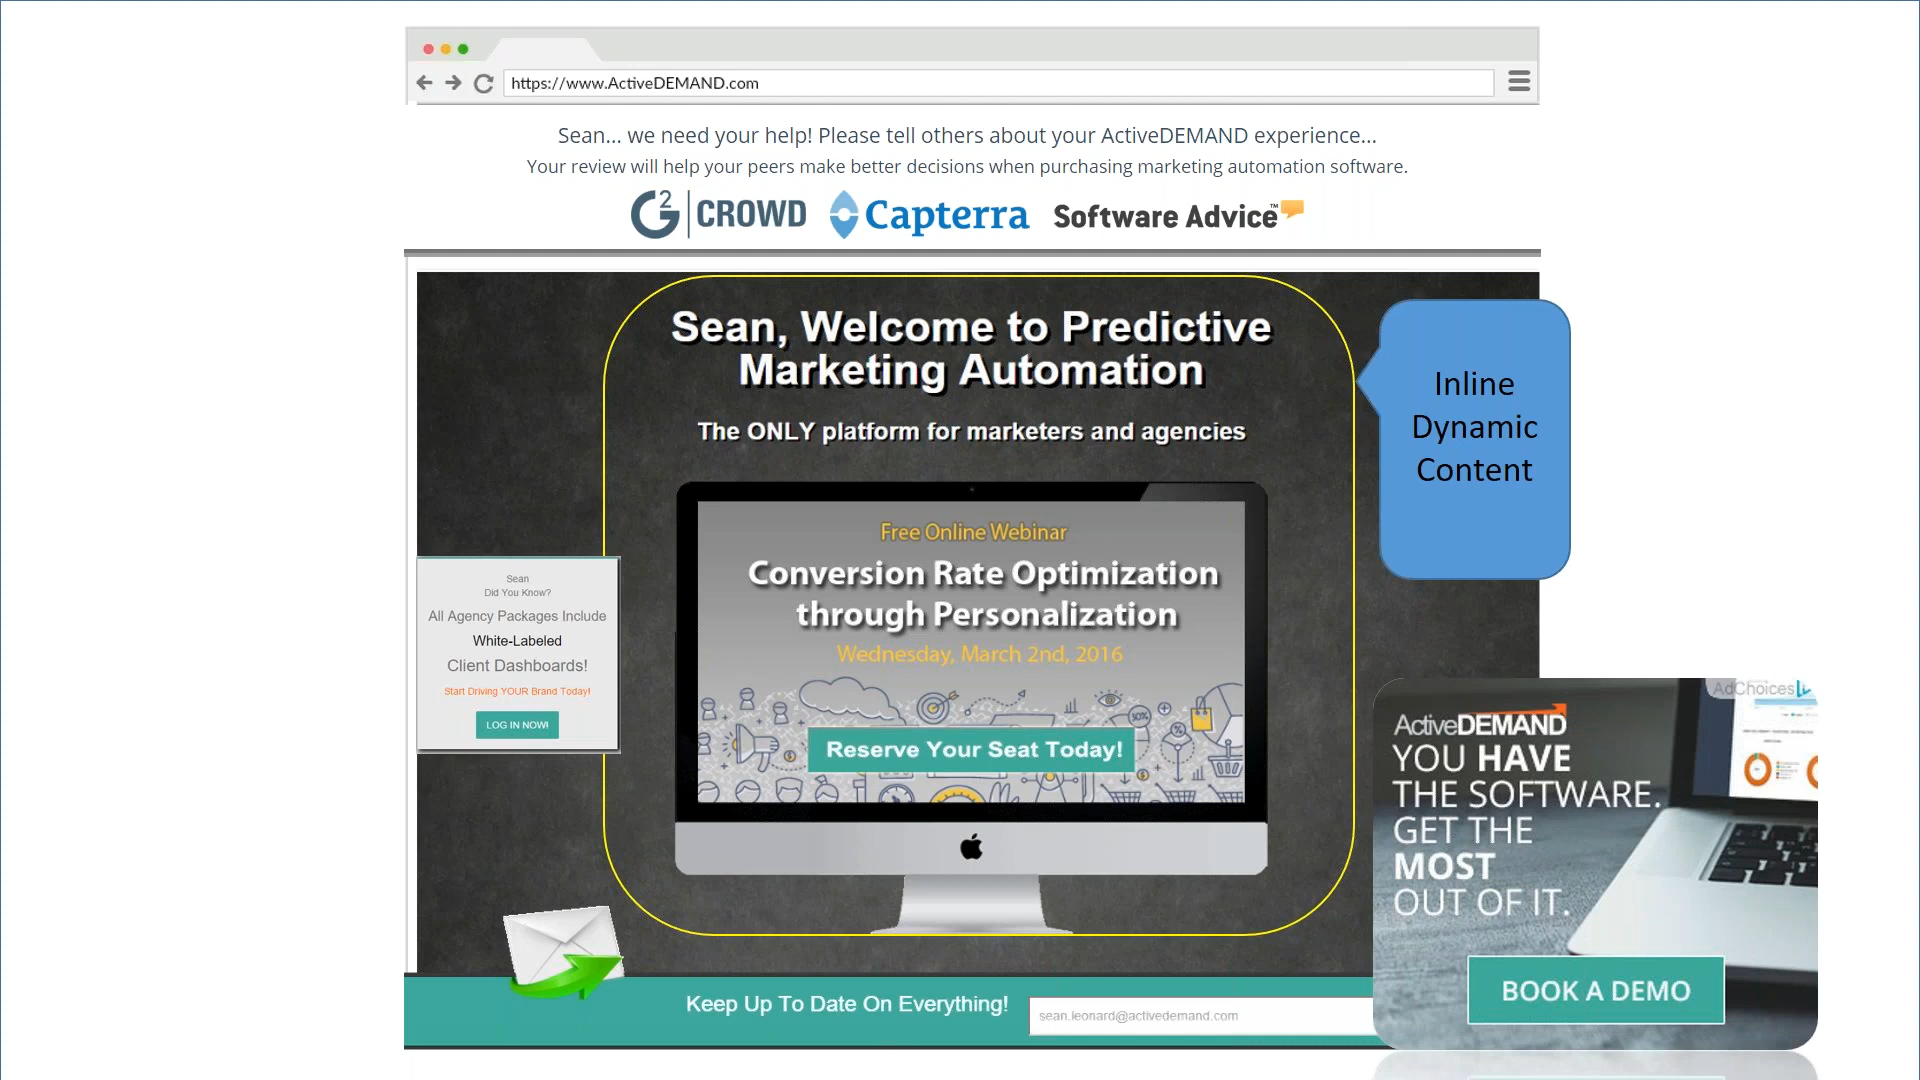 https://www.ActiveDEMAND.com
Sean... we need your help! Please tell others about your ActiveDEMAND experience...
Your review will help your peers make better decisions when purchasing marketing automation software.
G2 CROWD
Capterra
Software Advice™
Sean, Welcome to Predictive
Marketing Automation
The ONLY platform for marketers and agencies
Inline
Dynamic
Content
Free Online Webinar
Conversion Rate Optimization
through Personalization
Wednesday, March 2nd, 2016
30%
%
Reserve Your Seat Today!
Sean
Did You Know?
All Agency Packages Include
White-Labeled
Client Dashboards!
Start Driving YOUR Brand Today!
LOG IN NOW!
AdChoices
ActiveDEMAND
YOU HAVE
THE SOFTWARE.
GET THE
MOST
OUT OF IT.
BOOK A DEMO
Keep Up To Date On Everything!
sean.leonard@activedemand.com